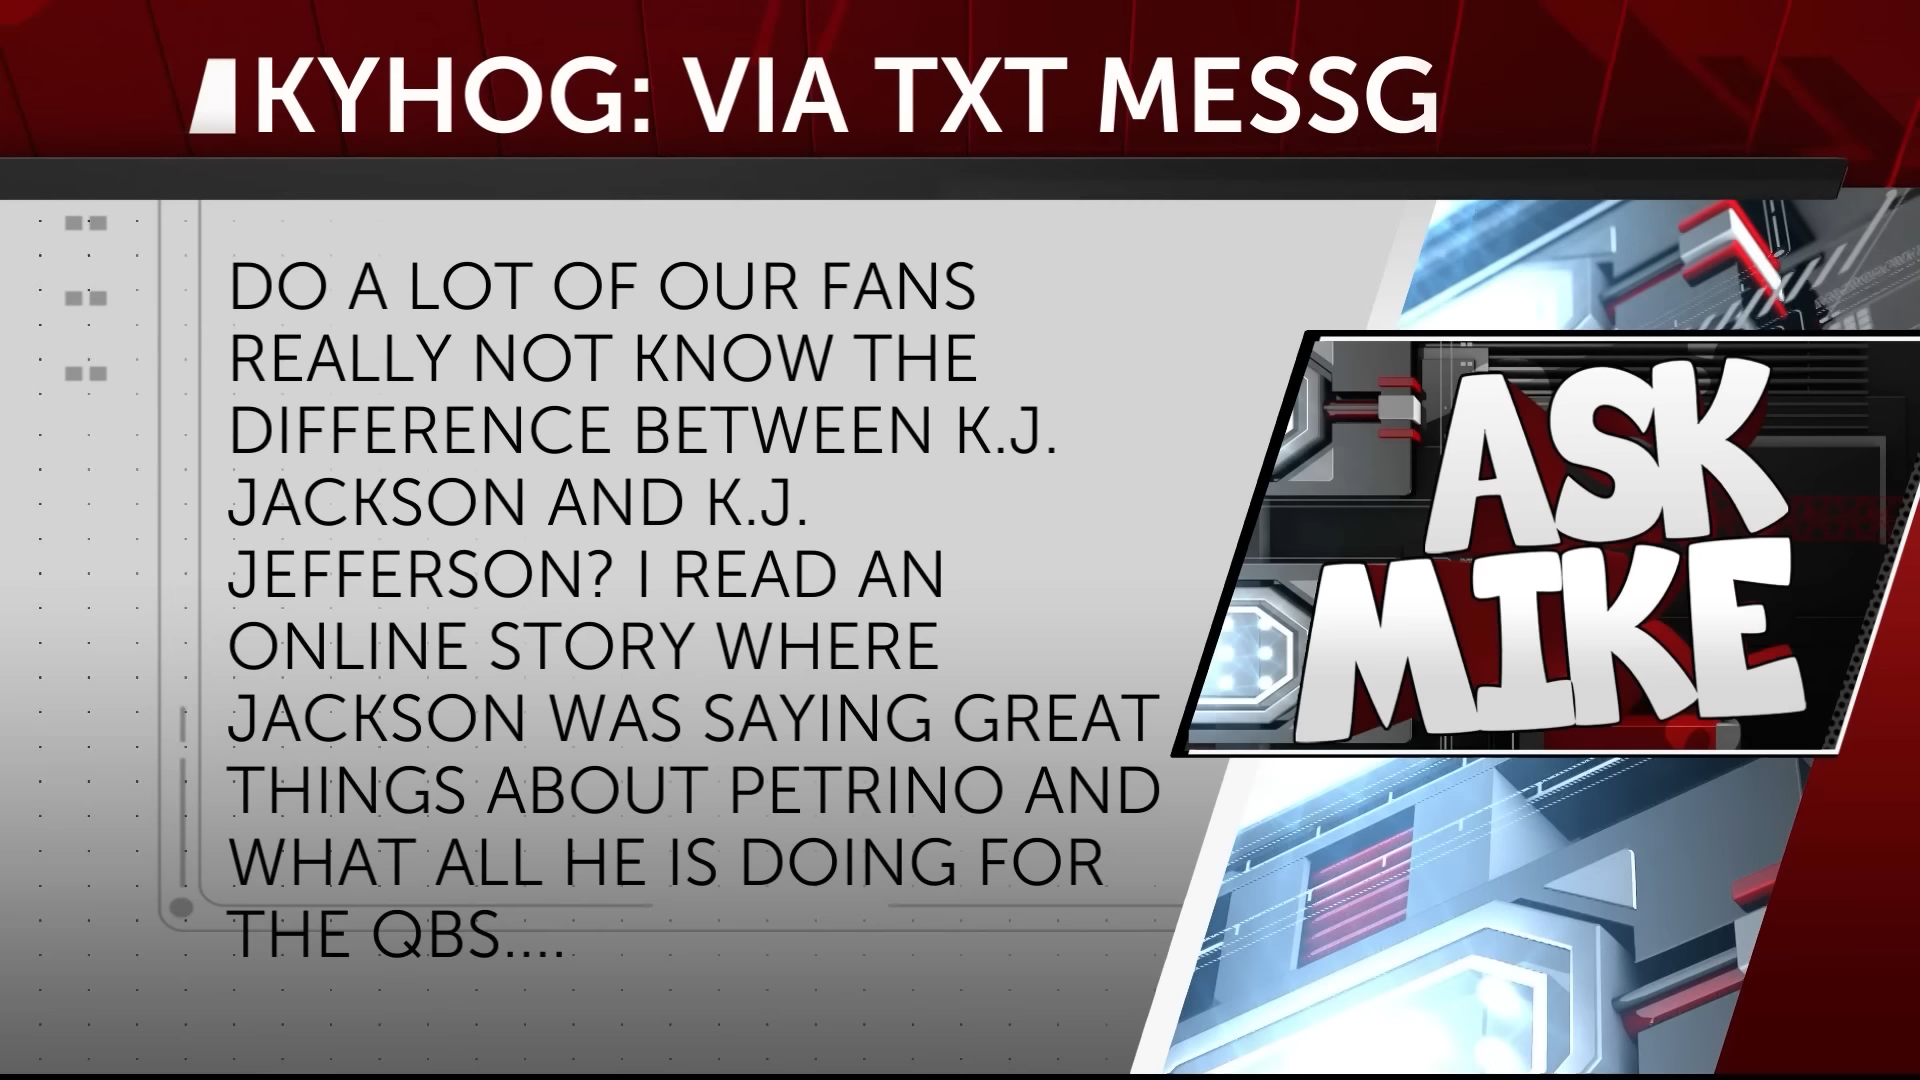 KYHOG: VIA TXT MESSG
DO A LOT OF OUR FANS
REALLY NOT KNOW THE
DIFFERENCE BETWEEN K.J.
JACKSON AND K.J.
JEFFERSON? I READ AN
ONLINE STORY WHERE
JACKSON WAS SAYING GREAT
THINGS ABOUT PETRINO AND
WHAT ALL HE IS DOING FOR
THE QBS....
ASK
MIKE